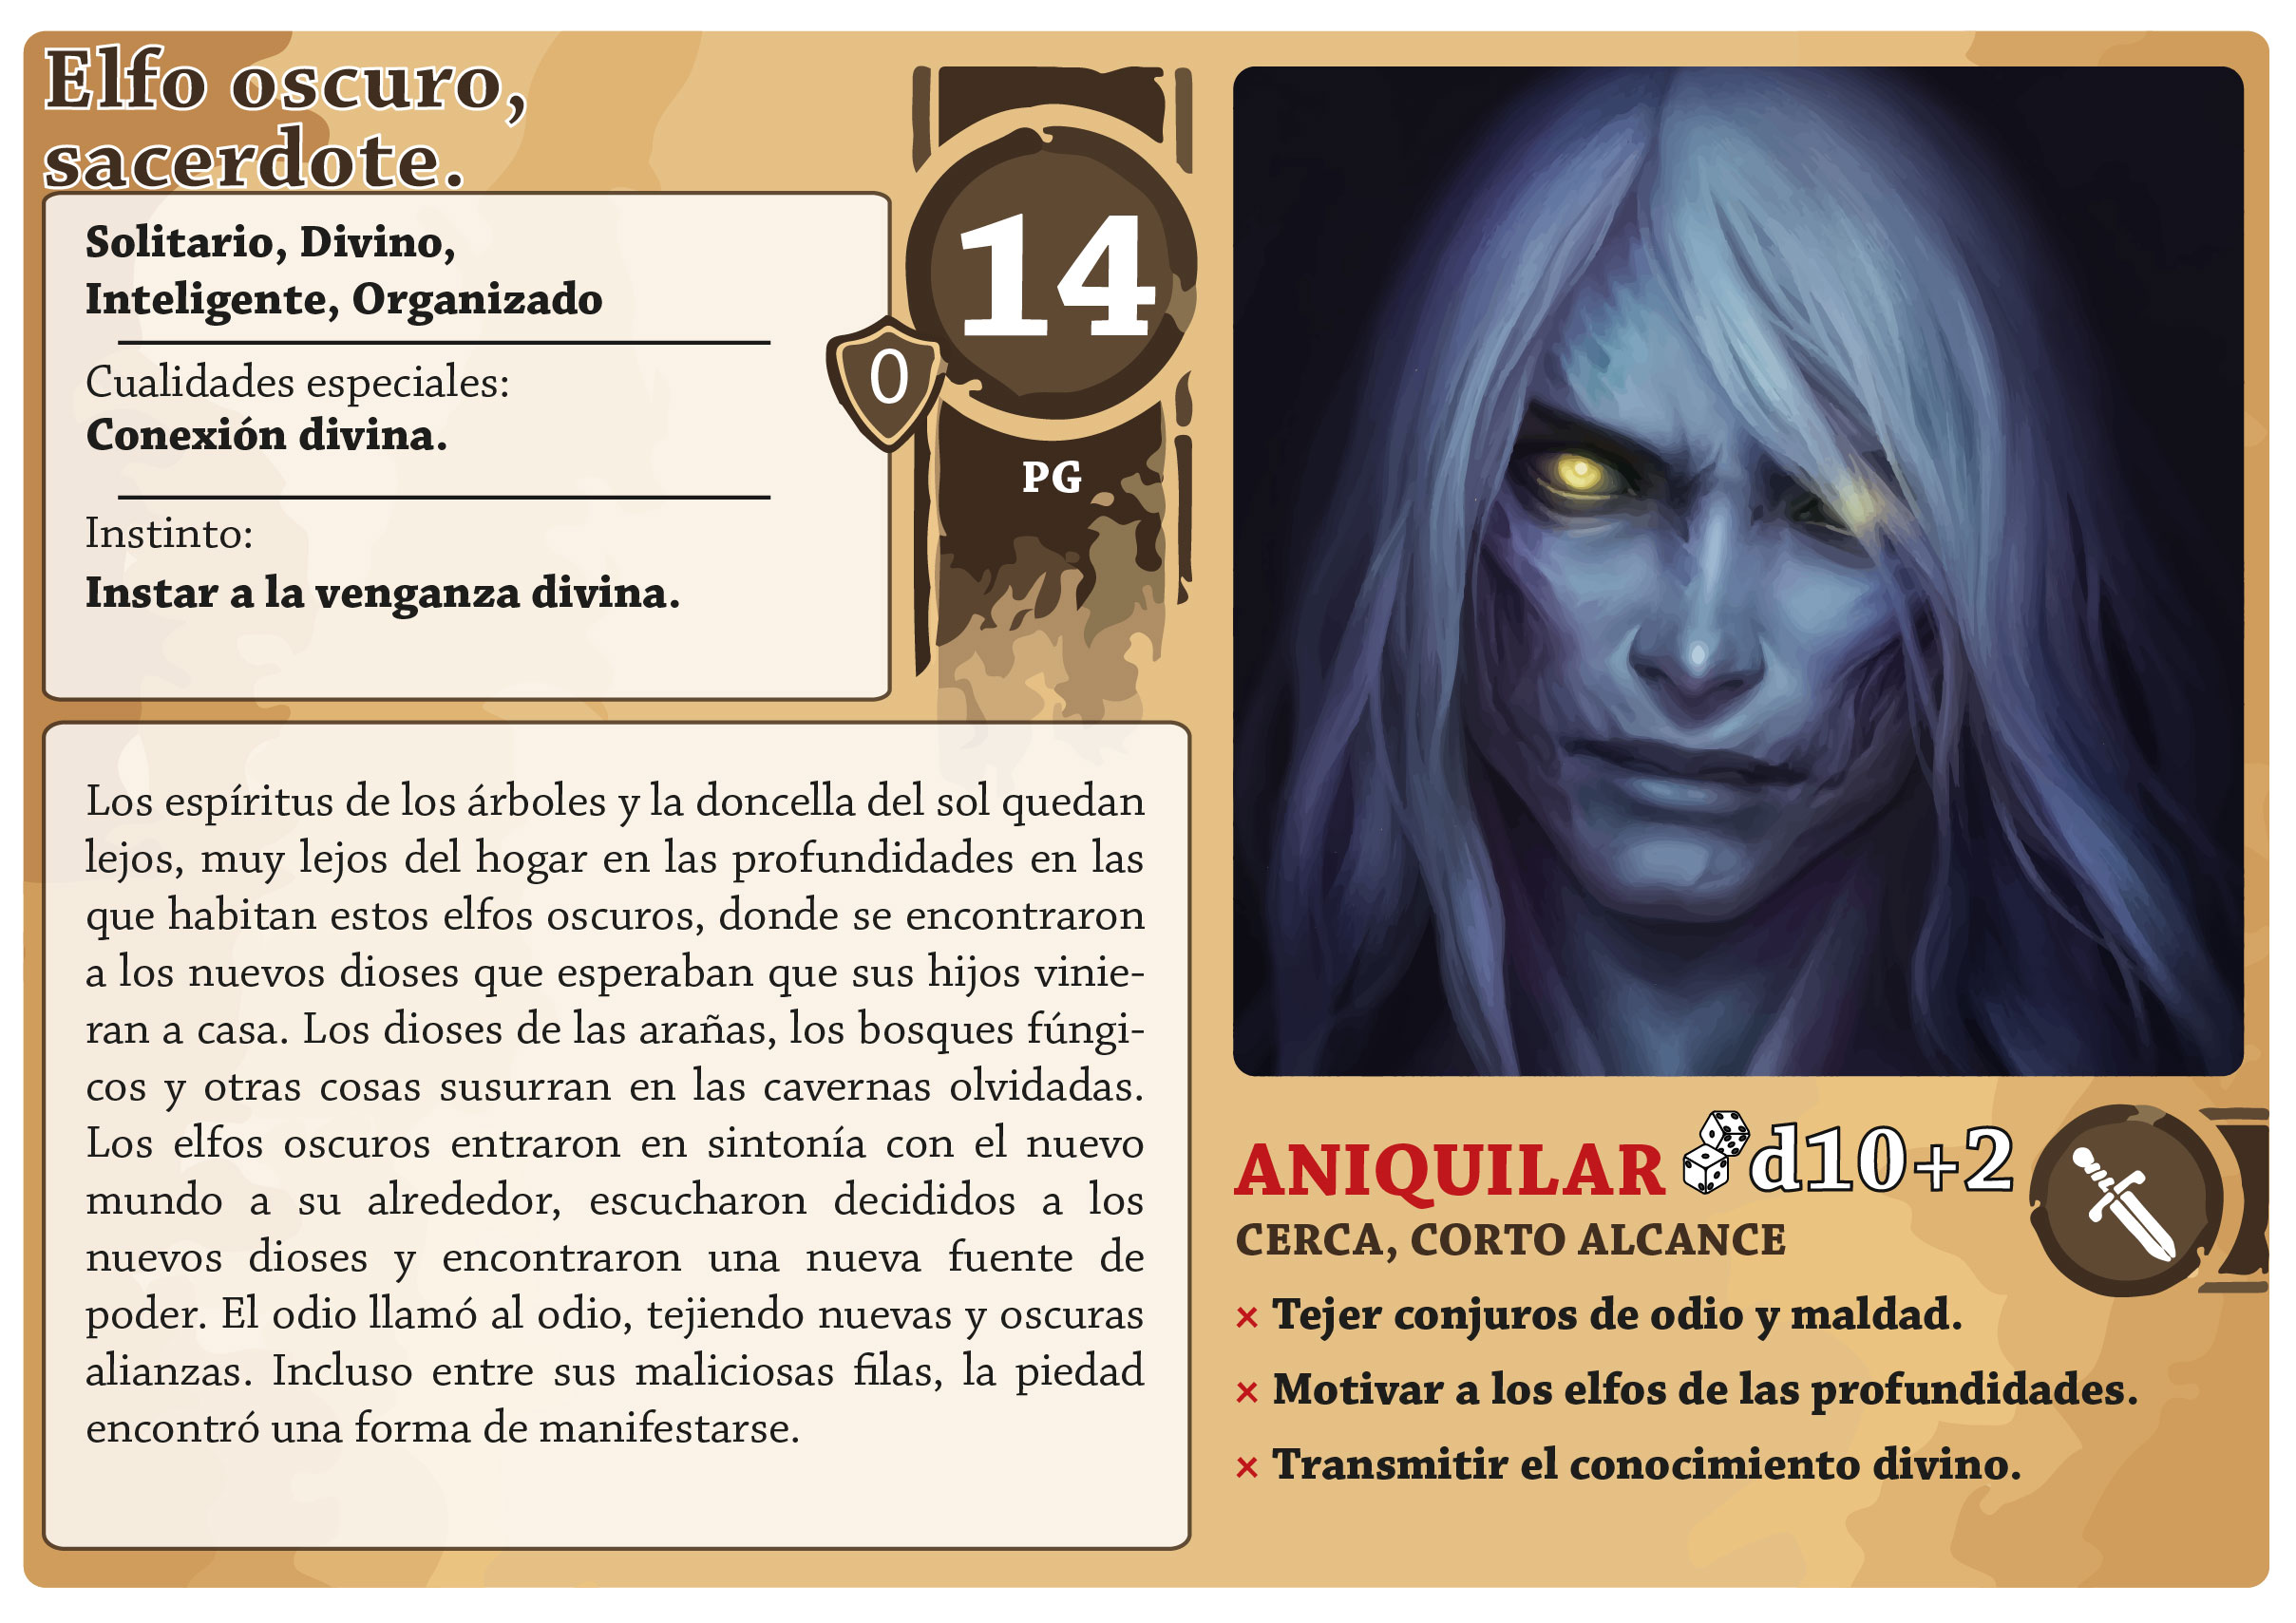 Elfo oscuro,
sacerdote.
Solitario, Divino,
Inteligente, Organizado
Cualidades especiales:
Conexión divina.
Instinto:
Instar a la venganza divina.
14
0
PG
Los espíritus de los árboles y la doncella del sol quedan
lejos, muy lejos del hogar en las profundidades en las
que habitan estos elfos oscuros, donde se encontraron
a los nuevos dioses que esperaban que sus hijos vinie-
ran a casa. Los dioses de las arañas, los bosques fúngi-
cos y otras cosas susurran en las cavernas olvidadas.
Los elfos oscuros entraron en sintonía con el nuevo
mundo a su alrededor, escucharon decididos a los
nuevos dioses y encontraron una nueva fuente de
poder. El odio llamó al odio, tejiendo nuevas y oscuras
alianzas. Incluso entre sus maliciosas filas, la piedad
encontró una forma de manifestarse.
ANIQUILAR d10+2
CERCA, CORTO ALCANCE
× Tejer conjuros de odio y maldad.
× Motivar a los elfos de las profundidades.
× Transmitir el conocimiento divino.